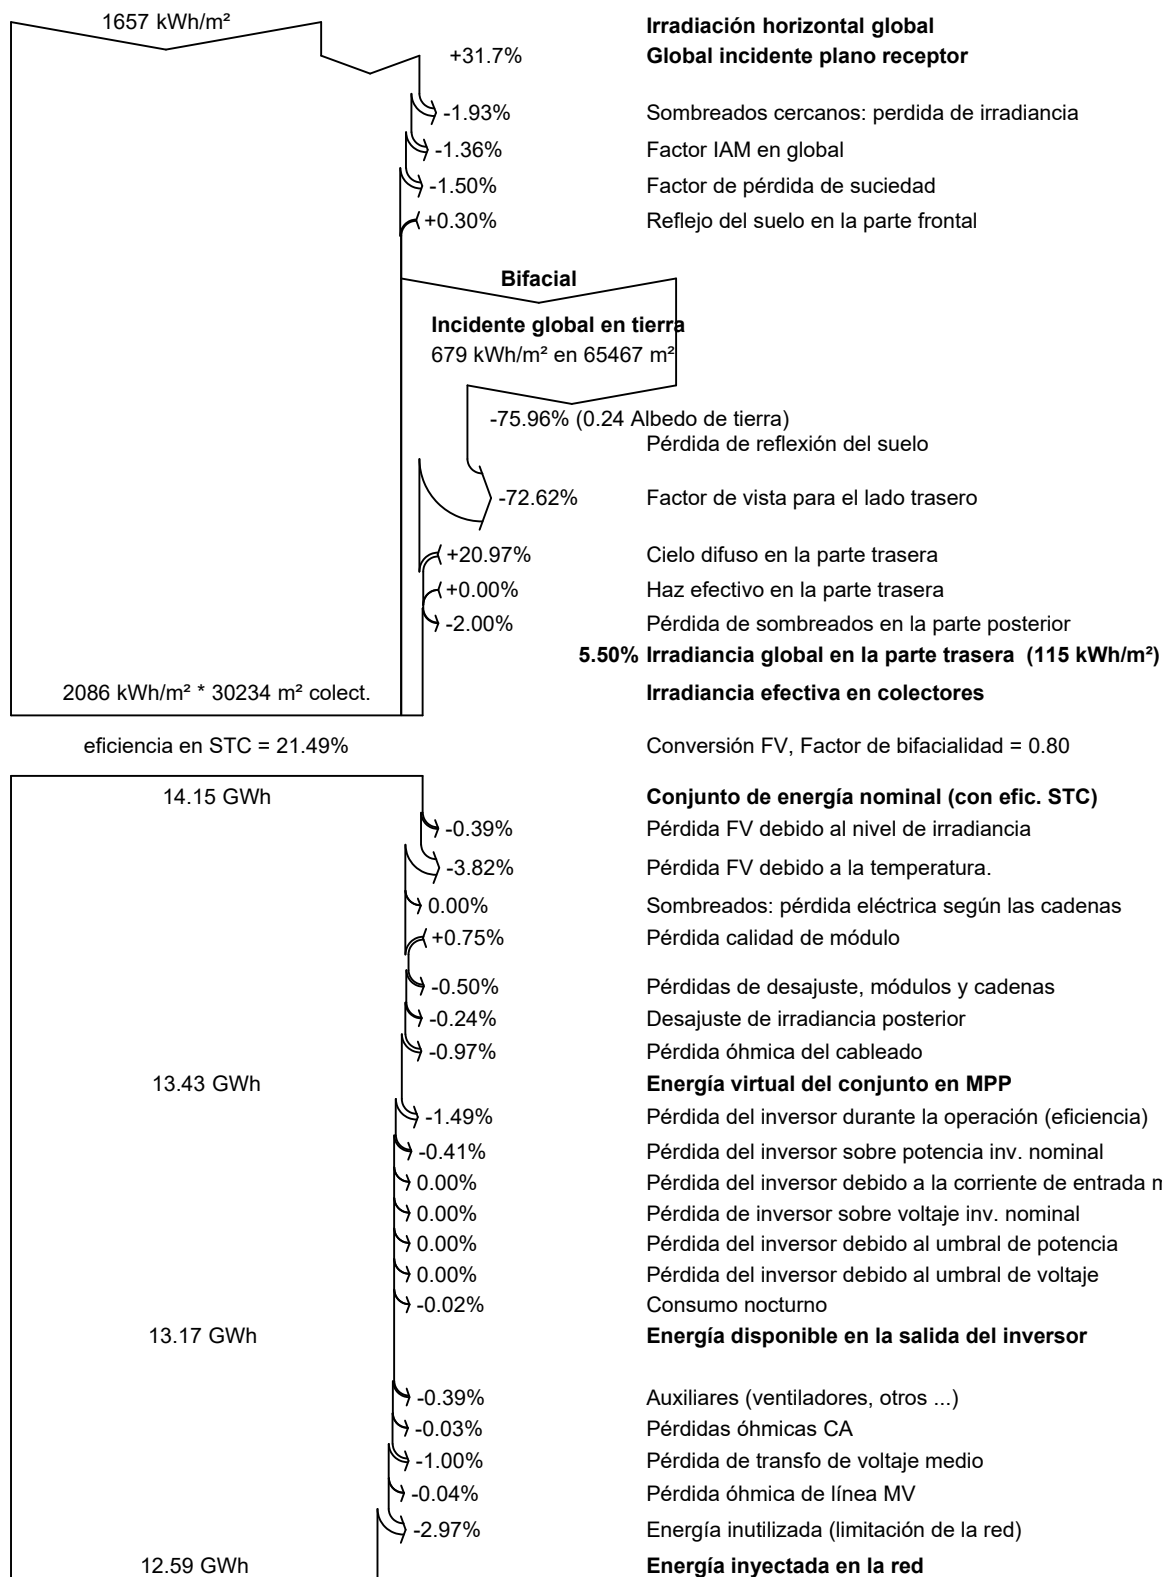 1657 kWh/m² Irradiación horizontal global
+31.7% Global incidente plano receptor
-1.93% Sombreados cercanos: perdida de irradiancia
-1.36% Factor IAM en global
-1.50% Factor de pérdida de suciedad
+0.30% Reflejo del suelo en la parte frontal
Bifacial
Incidente global en tierra
679 kWh/m² en 65467 m²
-75.96% (0.24 Albedo de tierra)
Pérdida de reflexión del suelo
-72.62% Factor de vista para el lado trasero
+20.97% Cielo difuso en la parte trasera
+0.00% Haz efectivo en la parte trasera
-2.00% Pérdida de sombreados en la parte posterior
5.50% Irradiancia global en la parte trasera (115 kWh/m²)
2086 kWh/m² * 30234 m² colect. Irradiancia efectiva en colectores
eficiencia en STC = 21.49% Conversión FV, Factor de bifacialidad = 0.80
14.15 GWh Conjunto de energía nominal (con efic. STC)
-0.39% Pérdida FV debido al nivel de irradiancia
-3.82% Pérdida FV debido a la temperatura.
0.00% Sombreados: pérdida eléctrica según las cadenas
+0.75% Pérdida calidad de módulo
-0.50% Pérdidas de desajuste, módulos y cadenas
-0.24% Desajuste de irradiancia posterior
-0.97% Pérdida óhmica del cableado
13.43 GWh Energía virtual del conjunto en MPP
-1.49% Pérdida del inversor durante la operación (eficiencia)
-0.41% Pérdida del inversor sobre potencia inv. nominal
0.00% Pérdida del inversor debido a la corriente de entrada
0.00% Pérdida de inversor sobre voltaje inv. nominal
0.00% Pérdida del inversor debido al umbral de potencia
0.00% Pérdida del inversor debido al umbral de voltaje
-0.02% Consumo nocturno
13.17 GWh Energía disponible en la salida del inversor
-0.39% Auxiliares (ventiladores, otros ...)
-0.03% Pérdidas óhmicas CA
-1.00% Pérdida de transfo de voltaje medio
-0.04% Pérdida óhmica de línea MV
-2.97% Energía inutilizada (limitación de la red)
12.59 GWh Energía inyectada en la red